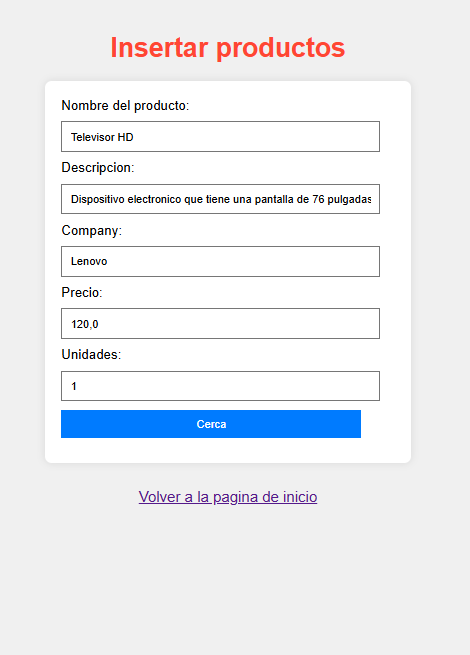 Insertar productos
Nombre del producto:
Televisor HD
Descripcion:
Dispositivo electronico que tiene una pantalla de 76 pulgadas
Company:
Lenovo
Precio:
120,0
Unidades:
1
Cerca
Volver a la pagina de inicio